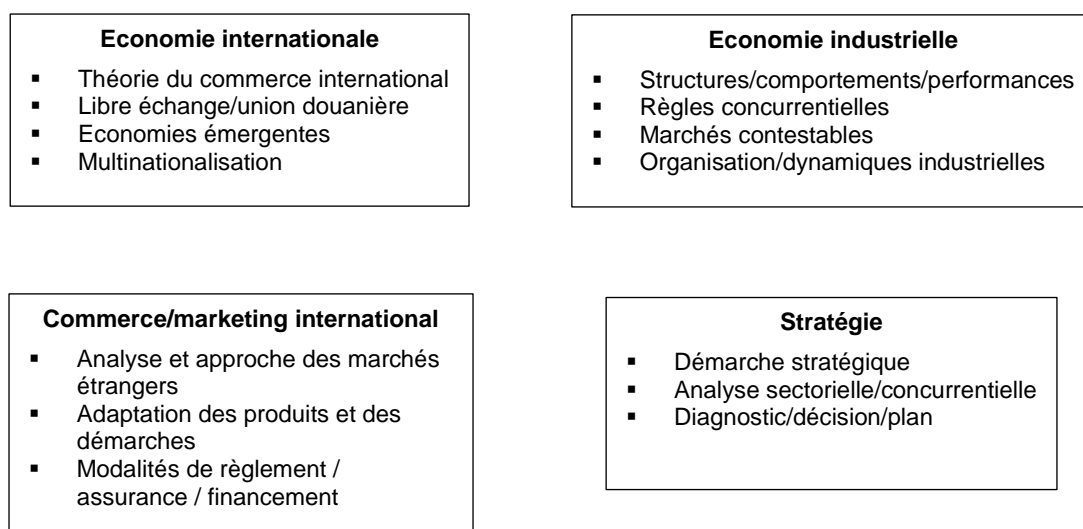 Economie internationale
▪ Théorie du commerce international
▪ Libre échange/union douanière
▪ Economies émergentes
▪ Multinationalisation
Economie industrielle
▪ Structures/comportements/performances
▪ Règles concurrentielles
▪ Marchés contestables
▪ Organisation/dynamiques industrielles
Commerce/marketing international
▪ Analyse et approche des marchés
étrangers
▪ Adaptation des produits et des
démarches
▪ Modalités de règlement /
assurance / financement
Stratégie
▪ Démarche stratégique
▪ Analyse sectorielle/concurrentielle
▪ Diagnostic/décision/plan